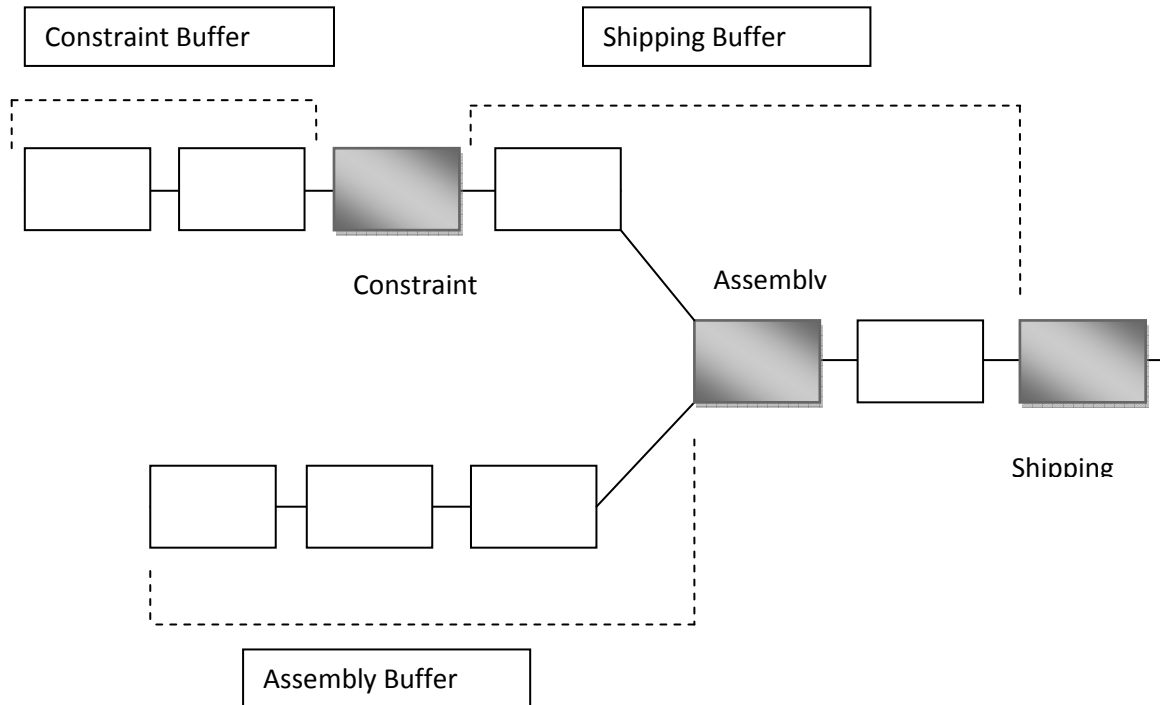 Constraint Buffer
Shipping Buffer
Constraint
Assembly
Shipping
Assembly Buffer